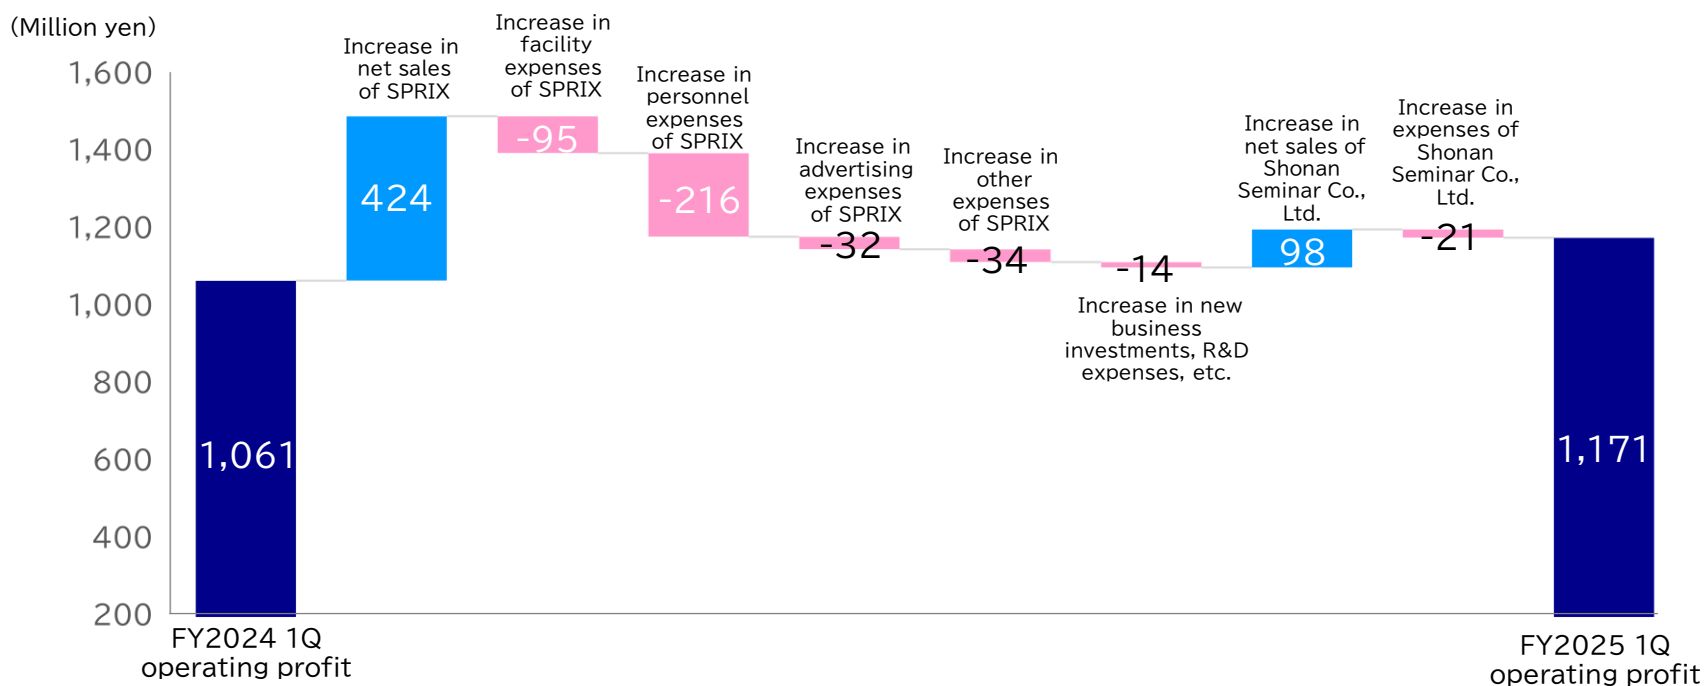 (Million yen)
1,600
1,400
1,200
1,000
800
600
400
200
Increase in
net sales
of SPRIX
Increase in
facility
expenses
of SPRIX
Increase in
personnel
expenses
of SPRIX
Increase in
advertising
expenses
of SPRIX
Increase in
other
expenses
of SPRIX
Increase in new
business
investments, R&D
expenses, etc.
Increase in
net sales of
Shonan
Seminar Co.,
Ltd.
Increase in
expenses of
Shonan
Seminar Co.,
Ltd.
1,061
424
-95
-216
-32
-34
-14
98
-21
1,171
FY2024 1Q
operating profit
FY2025 1Q
operating profit